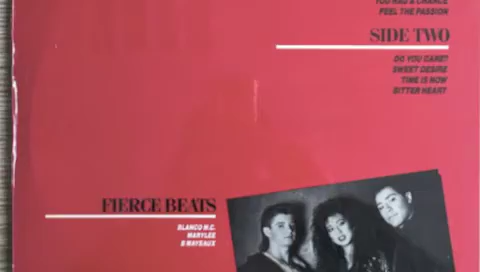 YOU HAD A CHANCE
FEEL THE PASSION
SIDE TWO
DO YOU CARE?
SWEET DESIRE
TIME IS NOW
BITTER HEART
FIERCE BEATS
BLANCO M.C.
MARYLEE
B MAYEAUX